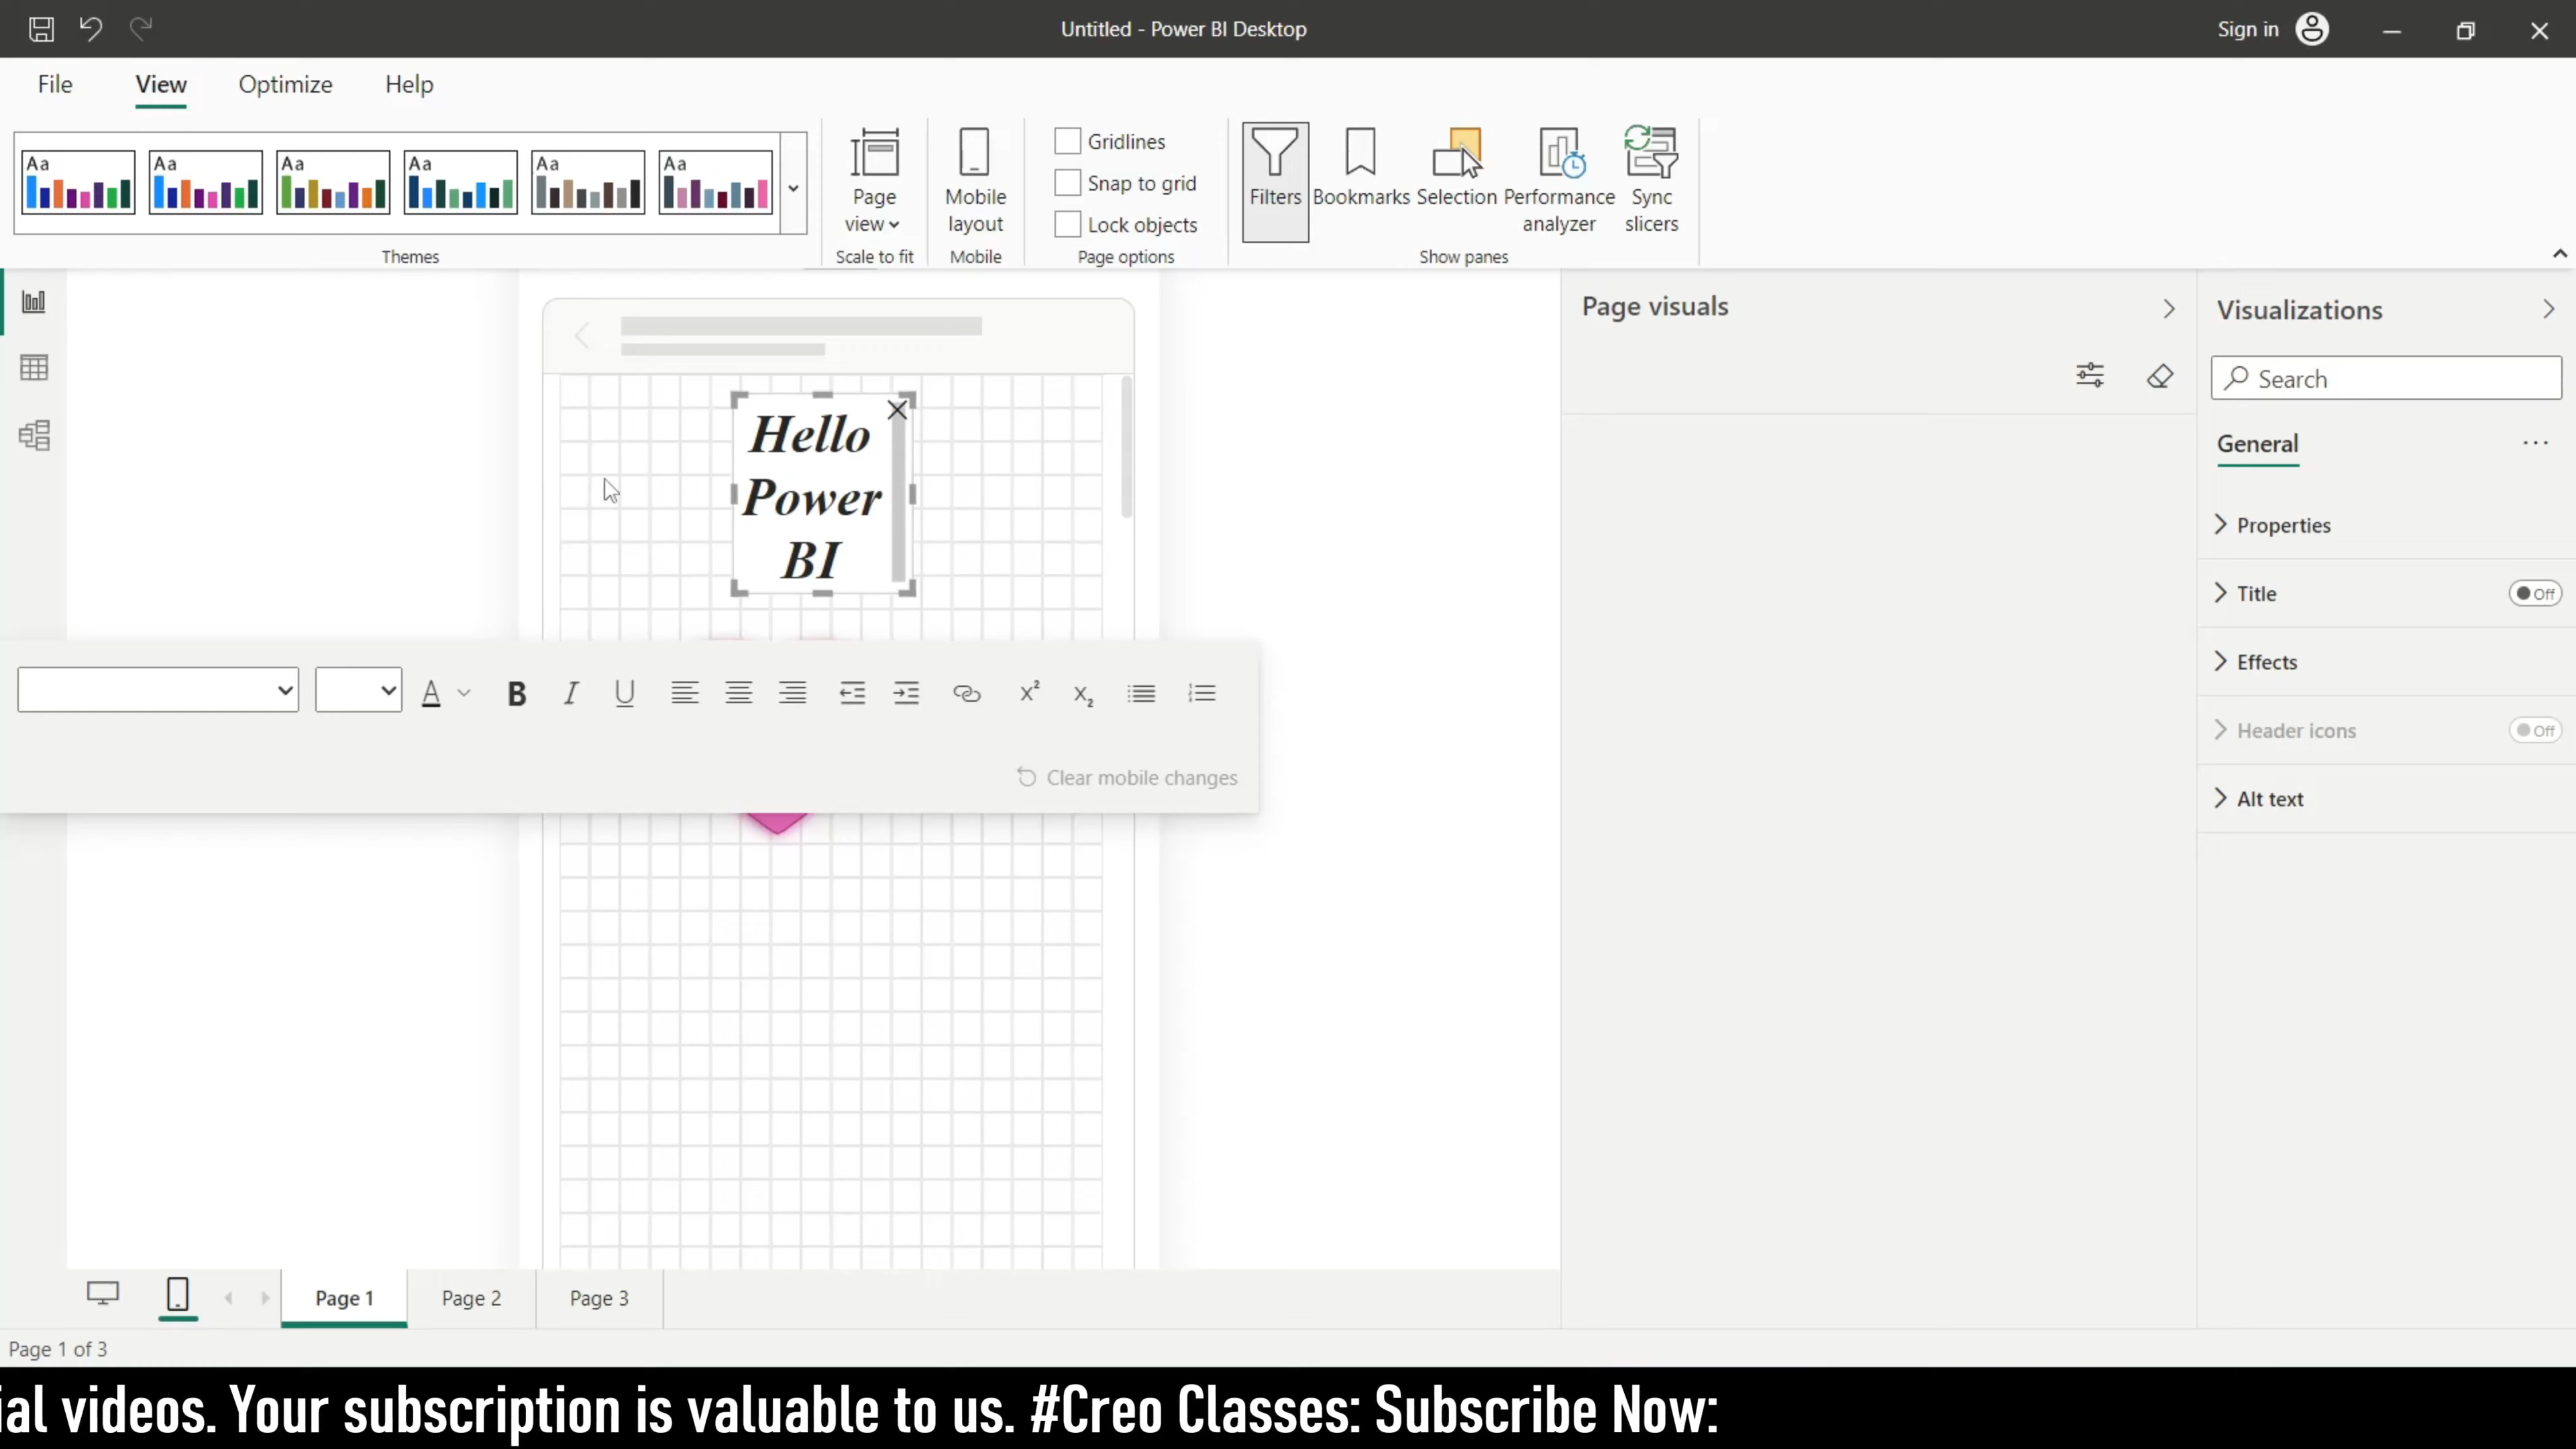 Untitled - Power BI Desktop
Sign in
File
View
Optimize
Help
Aa
Aa
Aa
Aa
Aa
Aa
Themes
Page
view
Scale to fit
Mobile
layout
Mobile
Gridlines
Snap to grid
Lock objects
Page options
Filters
Bookmarks
Selection
Performance
analyzer
Sync
slicers
Show panes
Page visuals
Visualizations
Search
General
Properties
Title
Off
Effects
Header icons
Off
Alt text
Hello
Power
BI
A
B
I
U
x²
x₂
Clear mobile changes
Page 1
Page 2
Page 3
Page 1 of 3
ial videos. Your subscription is valuable to us. #Creo Classes: Subscribe Now: